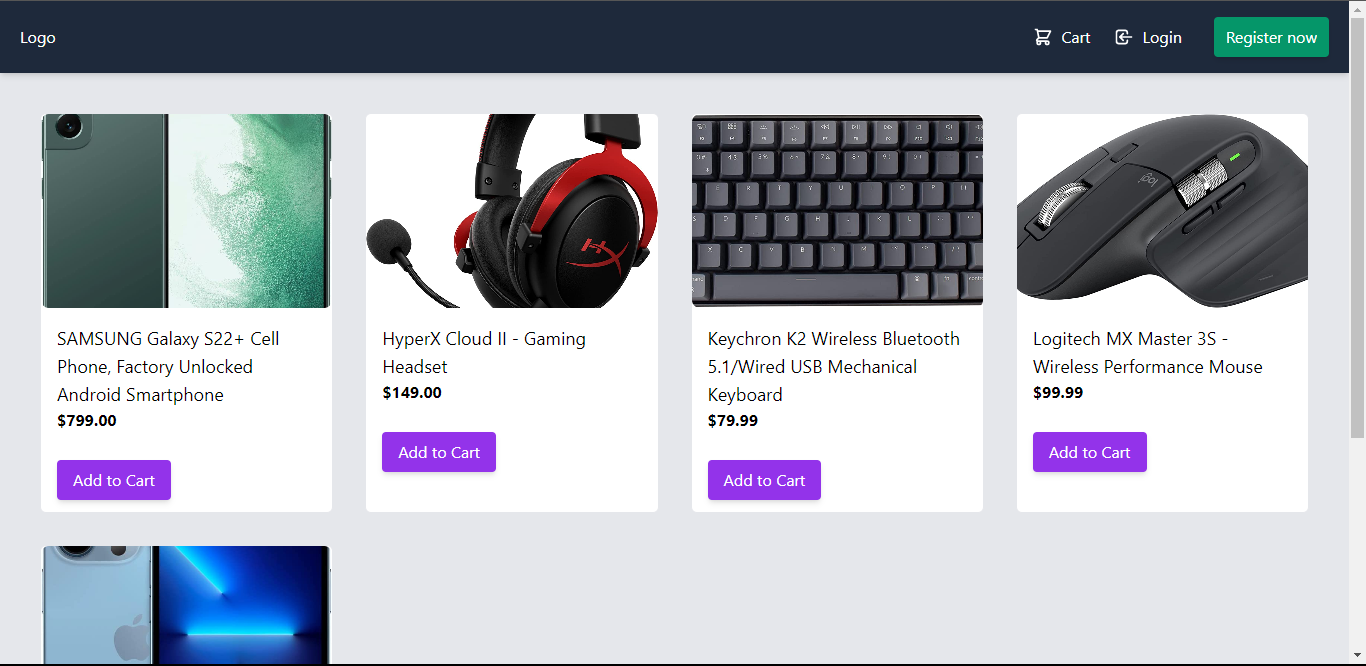 Logo
Cart
Login
Register now
logi
HX
SAMSUNG Galaxy S22+ Cell
Phone, Factory Unlocked
Android Smartphone
$799.00
Add to Cart
HyperX Cloud II - Gaming
Headset
$149.00
Add to Cart
Keychron K2 Wireless Bluetooth
5.1/Wired USB Mechanical
Keyboard
$79.99
Add to Cart
Logitech MX Master 3S -
Wireless Performance Mouse
$99.99
Add to Cart